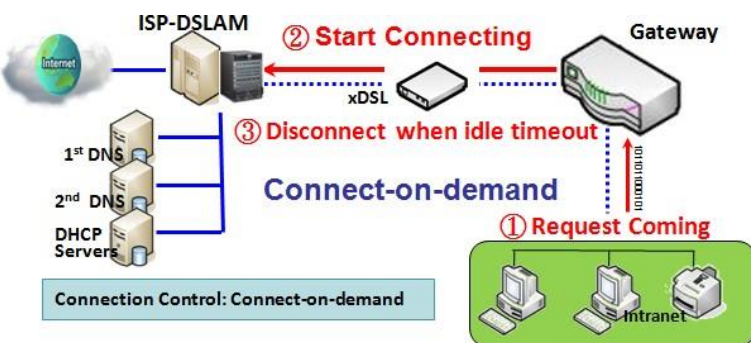 ISP-DSLAM
② Start Connecting
Gateway
Internet
xDSL
③ Disconnect when idle timeout
1st DNS
2nd DNS
DHCP
Servers
Connect-on-demand
101101000101
① Request Coming
Intranet
Connection Control: Connect-on-demand